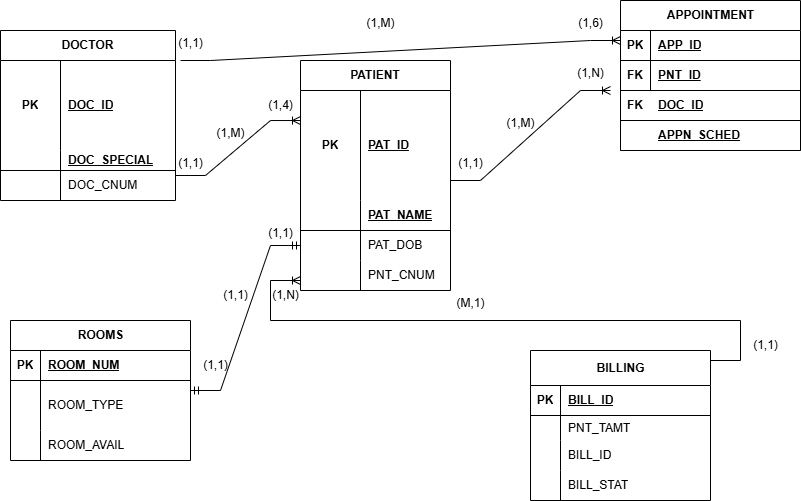 APPOINTMENT
PK APP_ID
FK PNT_ID
FK DOC_ID
APPN_SCHED
(1,1)
(1,M)
(1,6)
DOCTOR
PK DOC_ID
DOC_SPECIAL
DOC_CNUM
(1,1)
(1,M)
(1,4)
PATIENT
PK PAT_ID
PAT_NAME
PAT_DOB
PNT_CNUM
(1,1)
(1,M)
(1,N)
(1,1)
(1,1)
(1,1)
(1,N)
(M,1)
(1,1)
ROOMS
PK ROOM_NUM
ROOM_TYPE
ROOM_AVAIL
BILLING
PK BILL_ID
PNT_TAMT
BILL_ID
BILL_STAT